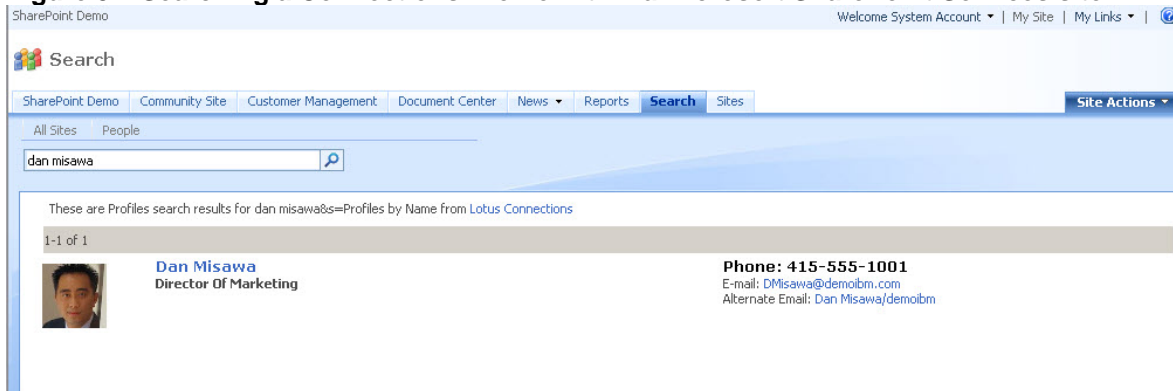 SharePoint Demo
Welcome System Account | My Site | My Links |
Search
SharePoint Demo Community Site Customer Management Document Center News Reports Search Sites Site Actions
All Sites People
dan misawa
These are Profiles search results for dan misawa&s=Profiles by Name from Lotus Connections
1-1 of 1
Dan Misawa
Director Of Marketing
Phone: 415-555-1001
E-mail: DMisawa@demoibm.com
Alternate Email: Dan Misawa/demoibm